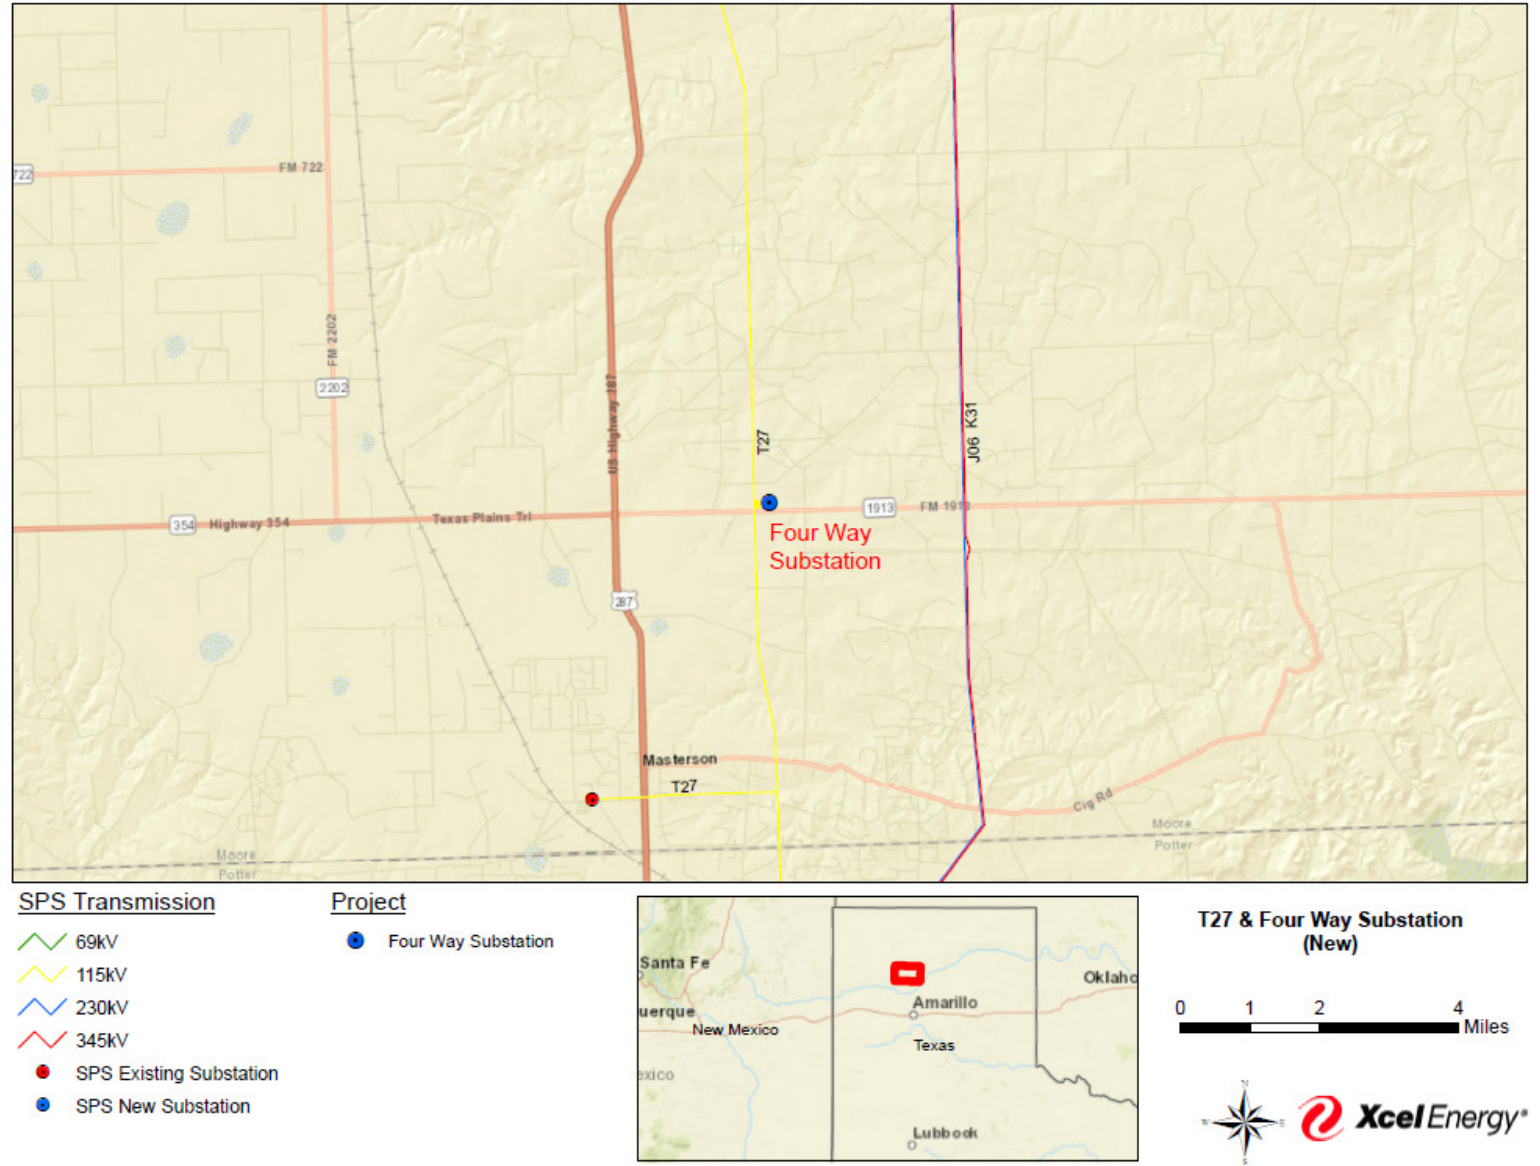 722
FM 722
FM 2202
2202
US Highway 287
T27
J06 K31
354
Highway 354
Texas Plains Trl
1913
FM 1913
Four Way
Substation
287
Masterson
T27
Cig Rd
Moore
Potter
Moore
Potter
SPS Transmission
69kV
115kV
230kV
345kV
SPS Existing Substation
SPS New Substation
Project
Four Way Substation
Santa Fe
uerque
New Mexico
exico
Amarillo
Texas
Lubbock
Oklaho
T27 & Four Way Substation
(New)
0 1 2 4
Miles
N
W E
S
Xcel Energy®